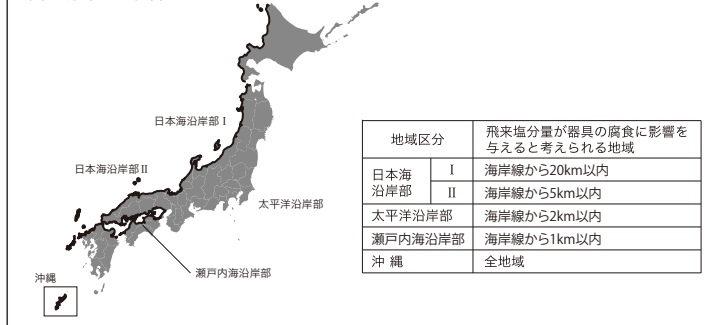 日本海沿岸部Ⅰ
日本海沿岸部Ⅱ
太平洋沿岸部
瀬戸内海沿岸部
沖縄
地域区分 飛来塩分量が器具の腐食に影響を
与えると考えられる地域
日本海
沿岸部
Ⅰ 海岸線から20km以内
Ⅱ 海岸線から5km以内
太平洋沿岸部 海岸線から2km以内
瀬戸内海沿岸部 海岸線から1km以内
沖 縄 全地域